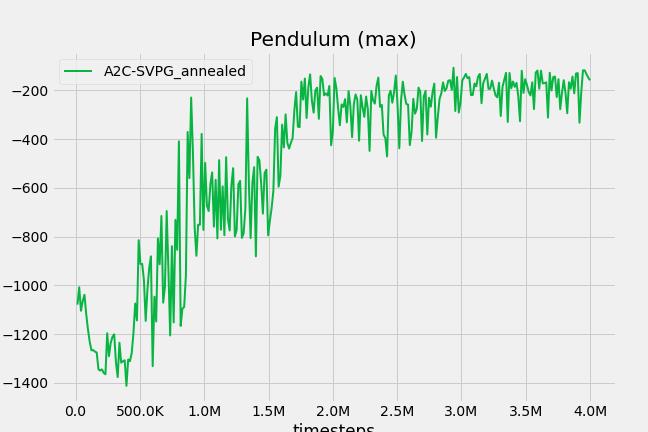 Pendulum (max)
A2C-SVPG_annealed
−200
−400
−600
−800
−1000
−1200
−1400
0.0 500.0K 1.0M 1.5M 2.0M 2.5M 3.0M 3.5M 4.0M
timesteps